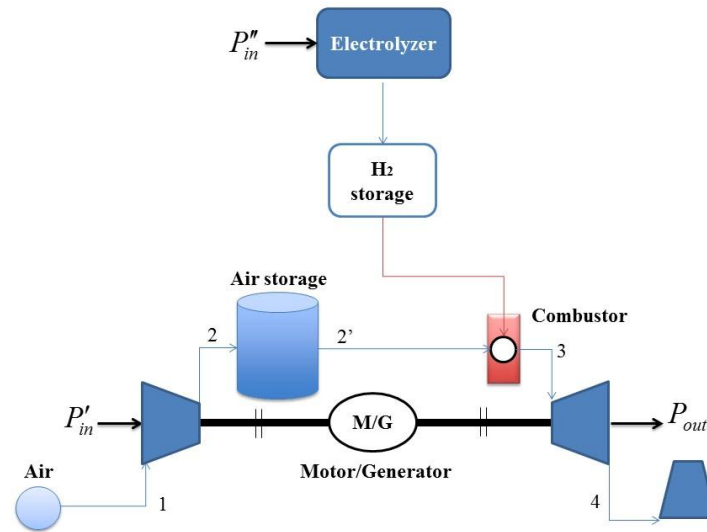 P''in
Electrolyzer
H2
storage
Air storage
Combustor
2
2'
3
P'in
M/G
Pout
Motor/Generator
Air
1
4